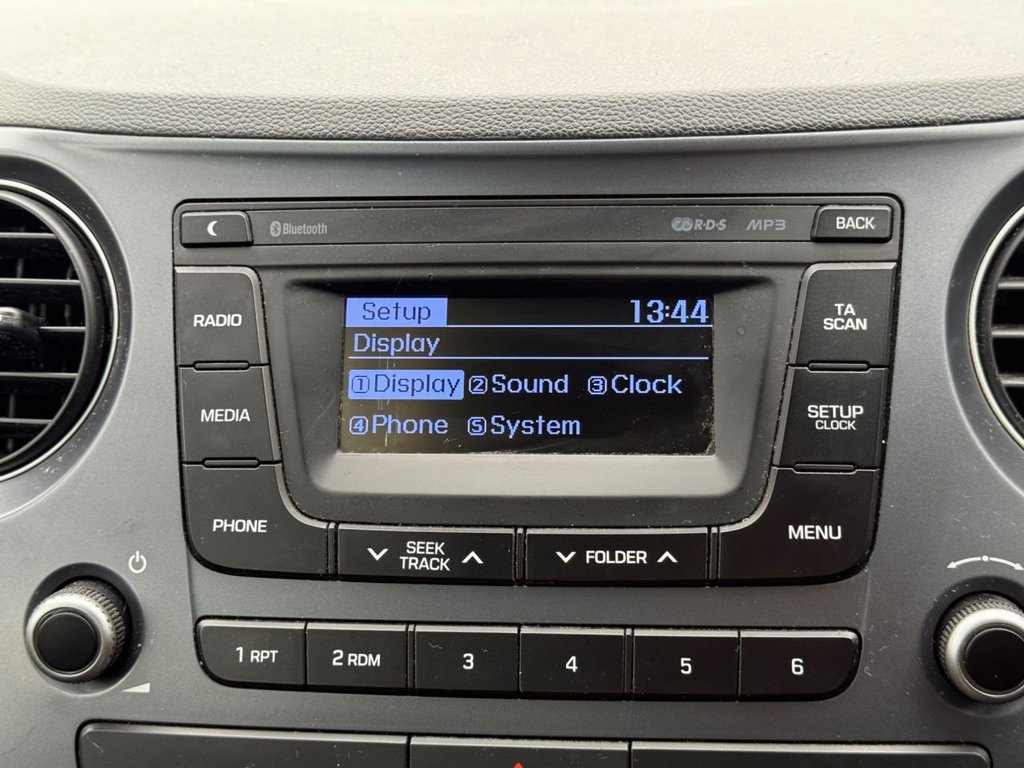 Bluetooth R·D·S MP3 BACK
RADIO
TA
SCAN
Setup 13:44
Display
①Display ②Sound ③Clock
④Phone ⑤System
MEDIA
SETUP
CLOCK
PHONE
MENU
SEEK
TRACK
FOLDER
1 RPT 2 RDM 3 4 5 6